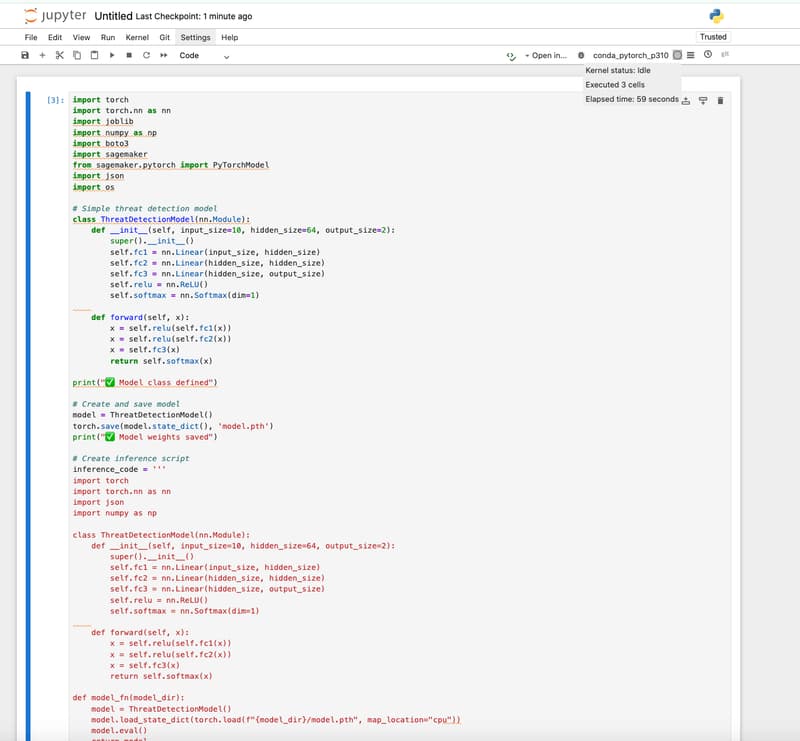 jupyter Untitled Last Checkpoint: 1 minute ago
File Edit View Run Kernel Git Settings Help
Trusted
Code
Open in...
conda_pytorch_p310
Kernel status: Idle
Executed 3 cells
Elapsed time: 59 seconds
[3]: import torch
import torch.nn as nn
import joblib
import numpy as np
import boto3
import sagemaker
from sagemaker.pytorch import PyTorchModel
import json
import os
# Simple threat detection model
class ThreatDetectionModel(nn.Module):
    def __init__(self, input_size=10, hidden_size=64, output_size=2):
        super().__init__()
        self.fc1 = nn.Linear(input_size, hidden_size)
        self.fc2 = nn.Linear(hidden_size, hidden_size)
        self.fc3 = nn.Linear(hidden_size, output_size)
        self.relu = nn.ReLU()
        self.softmax = nn.Softmax(dim=1)
    def forward(self, x):
        x = self.relu(self.fc1(x))
        x = self.relu(self.fc2(x))
        x = self.fc3(x)
        return self.softmax(x)
print("✅ Model class defined")
# Create and save model
model = ThreatDetectionModel()
torch.save(model.state_dict(), 'model.pth')
print("✅ Model weights saved")
# Create inference script
inference_code = '''
import torch
import torch.nn as nn
import json
import numpy as np
class ThreatDetectionModel(nn.Module):
    def __init__(self, input_size=10, hidden_size=64, output_size=2):
        super().__init__()
        self.fc1 = nn.Linear(input_size, hidden_size)
        self.fc2 = nn.Linear(hidden_size, hidden_size)
        self.fc3 = nn.Linear(hidden_size, output_size)
        self.relu = nn.ReLU()
        self.softmax = nn.Softmax(dim=1)
    def forward(self, x):
        x = self.relu(self.fc1(x))
        x = self.relu(self.fc2(x))
        x = self.fc3(x)
        return self.softmax(x)
def model_fn(model_dir):
    model = ThreatDetectionModel()
    model.load_state_dict(torch.load(f"{model_dir}/model.pth", map_location="cpu"))
    model.eval()
    return model